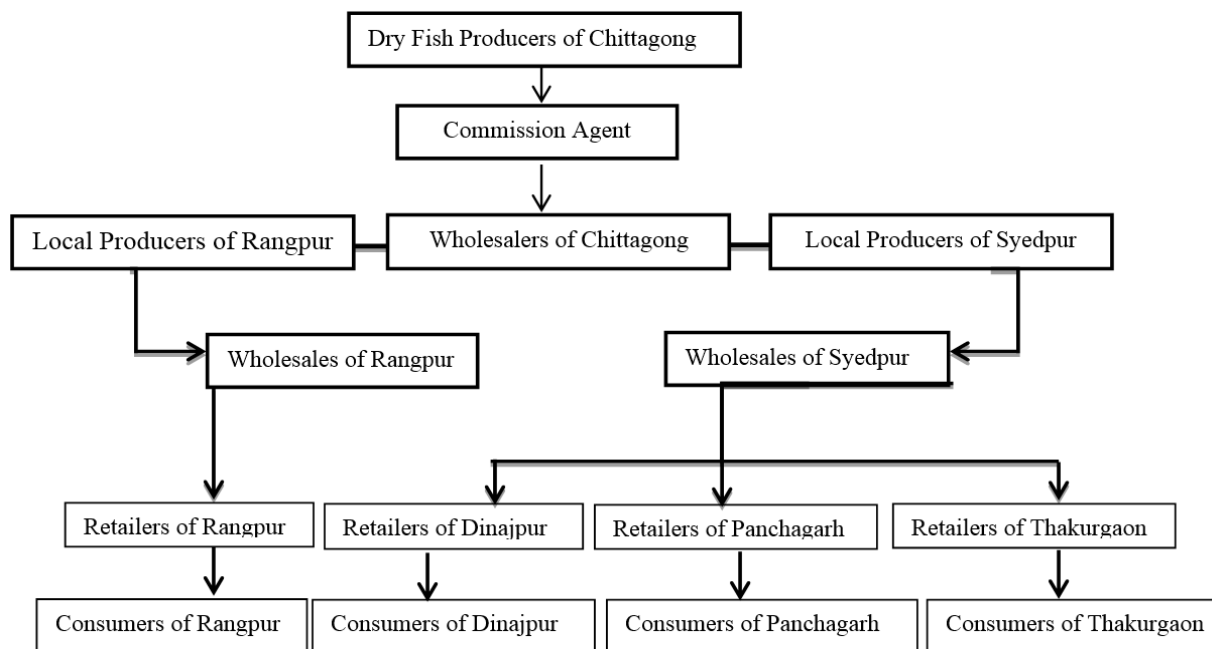 Dry Fish Producers of Chittagong
Commission Agent
Local Producers of Rangpur
Wholesalers of Chittagong
Local Producers of Syedpur
Wholesales of Rangpur
Wholesales of Syedpur
Retailers of Rangpur
Retailers of Dinajpur
Retailers of Panchagarh
Retailers of Thakurgaon
Consumers of Rangpur
Consumers of Dinajpur
Consumers of Panchagarh
Consumers of Thakurgaon